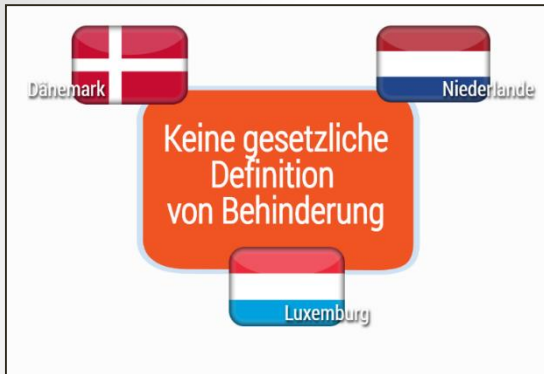 Dänemark
Niederlande
Keine gesetzliche
Definition
von Behinderung
Luxemburg